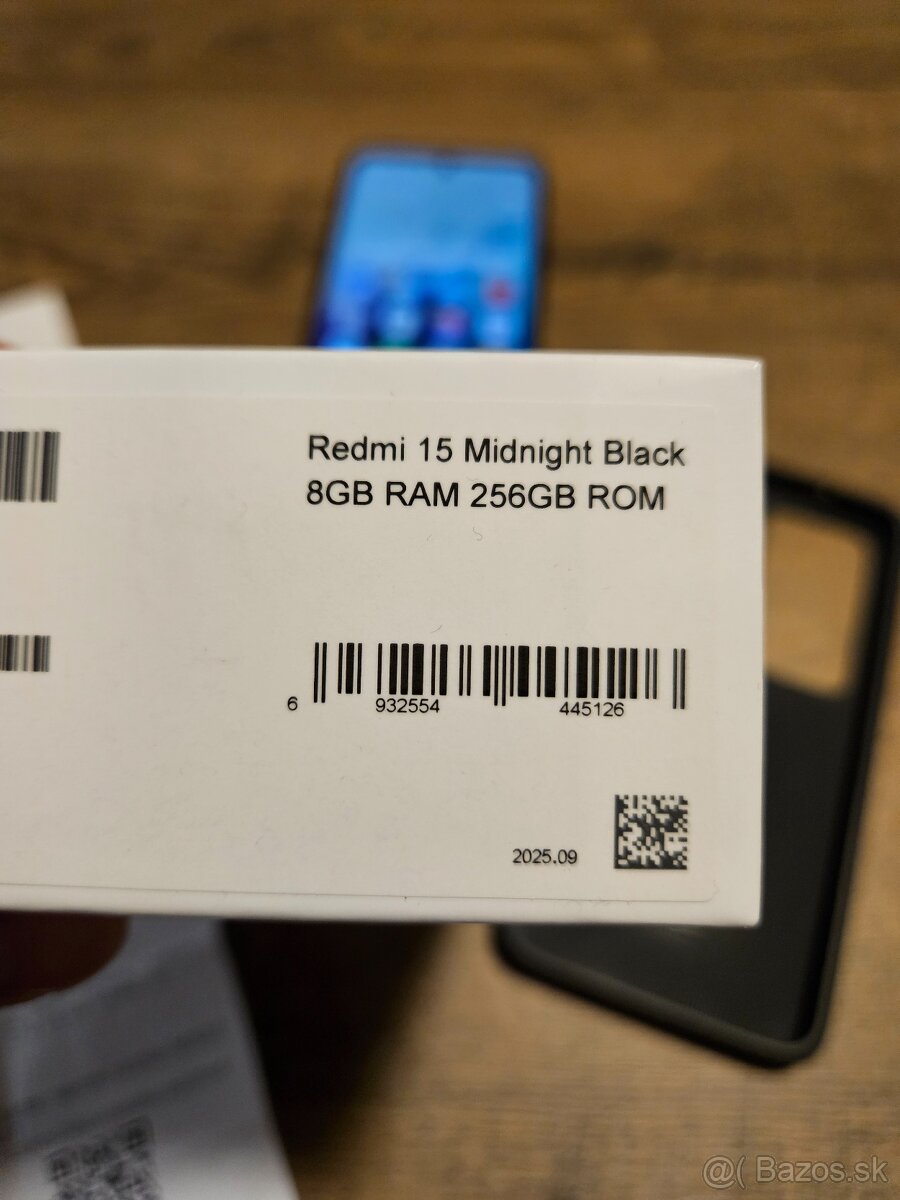 Redmi 15 Midnight Black
8GB RAM 256GB ROM
6 932554 445126
2025.09
@( Bazos.sk